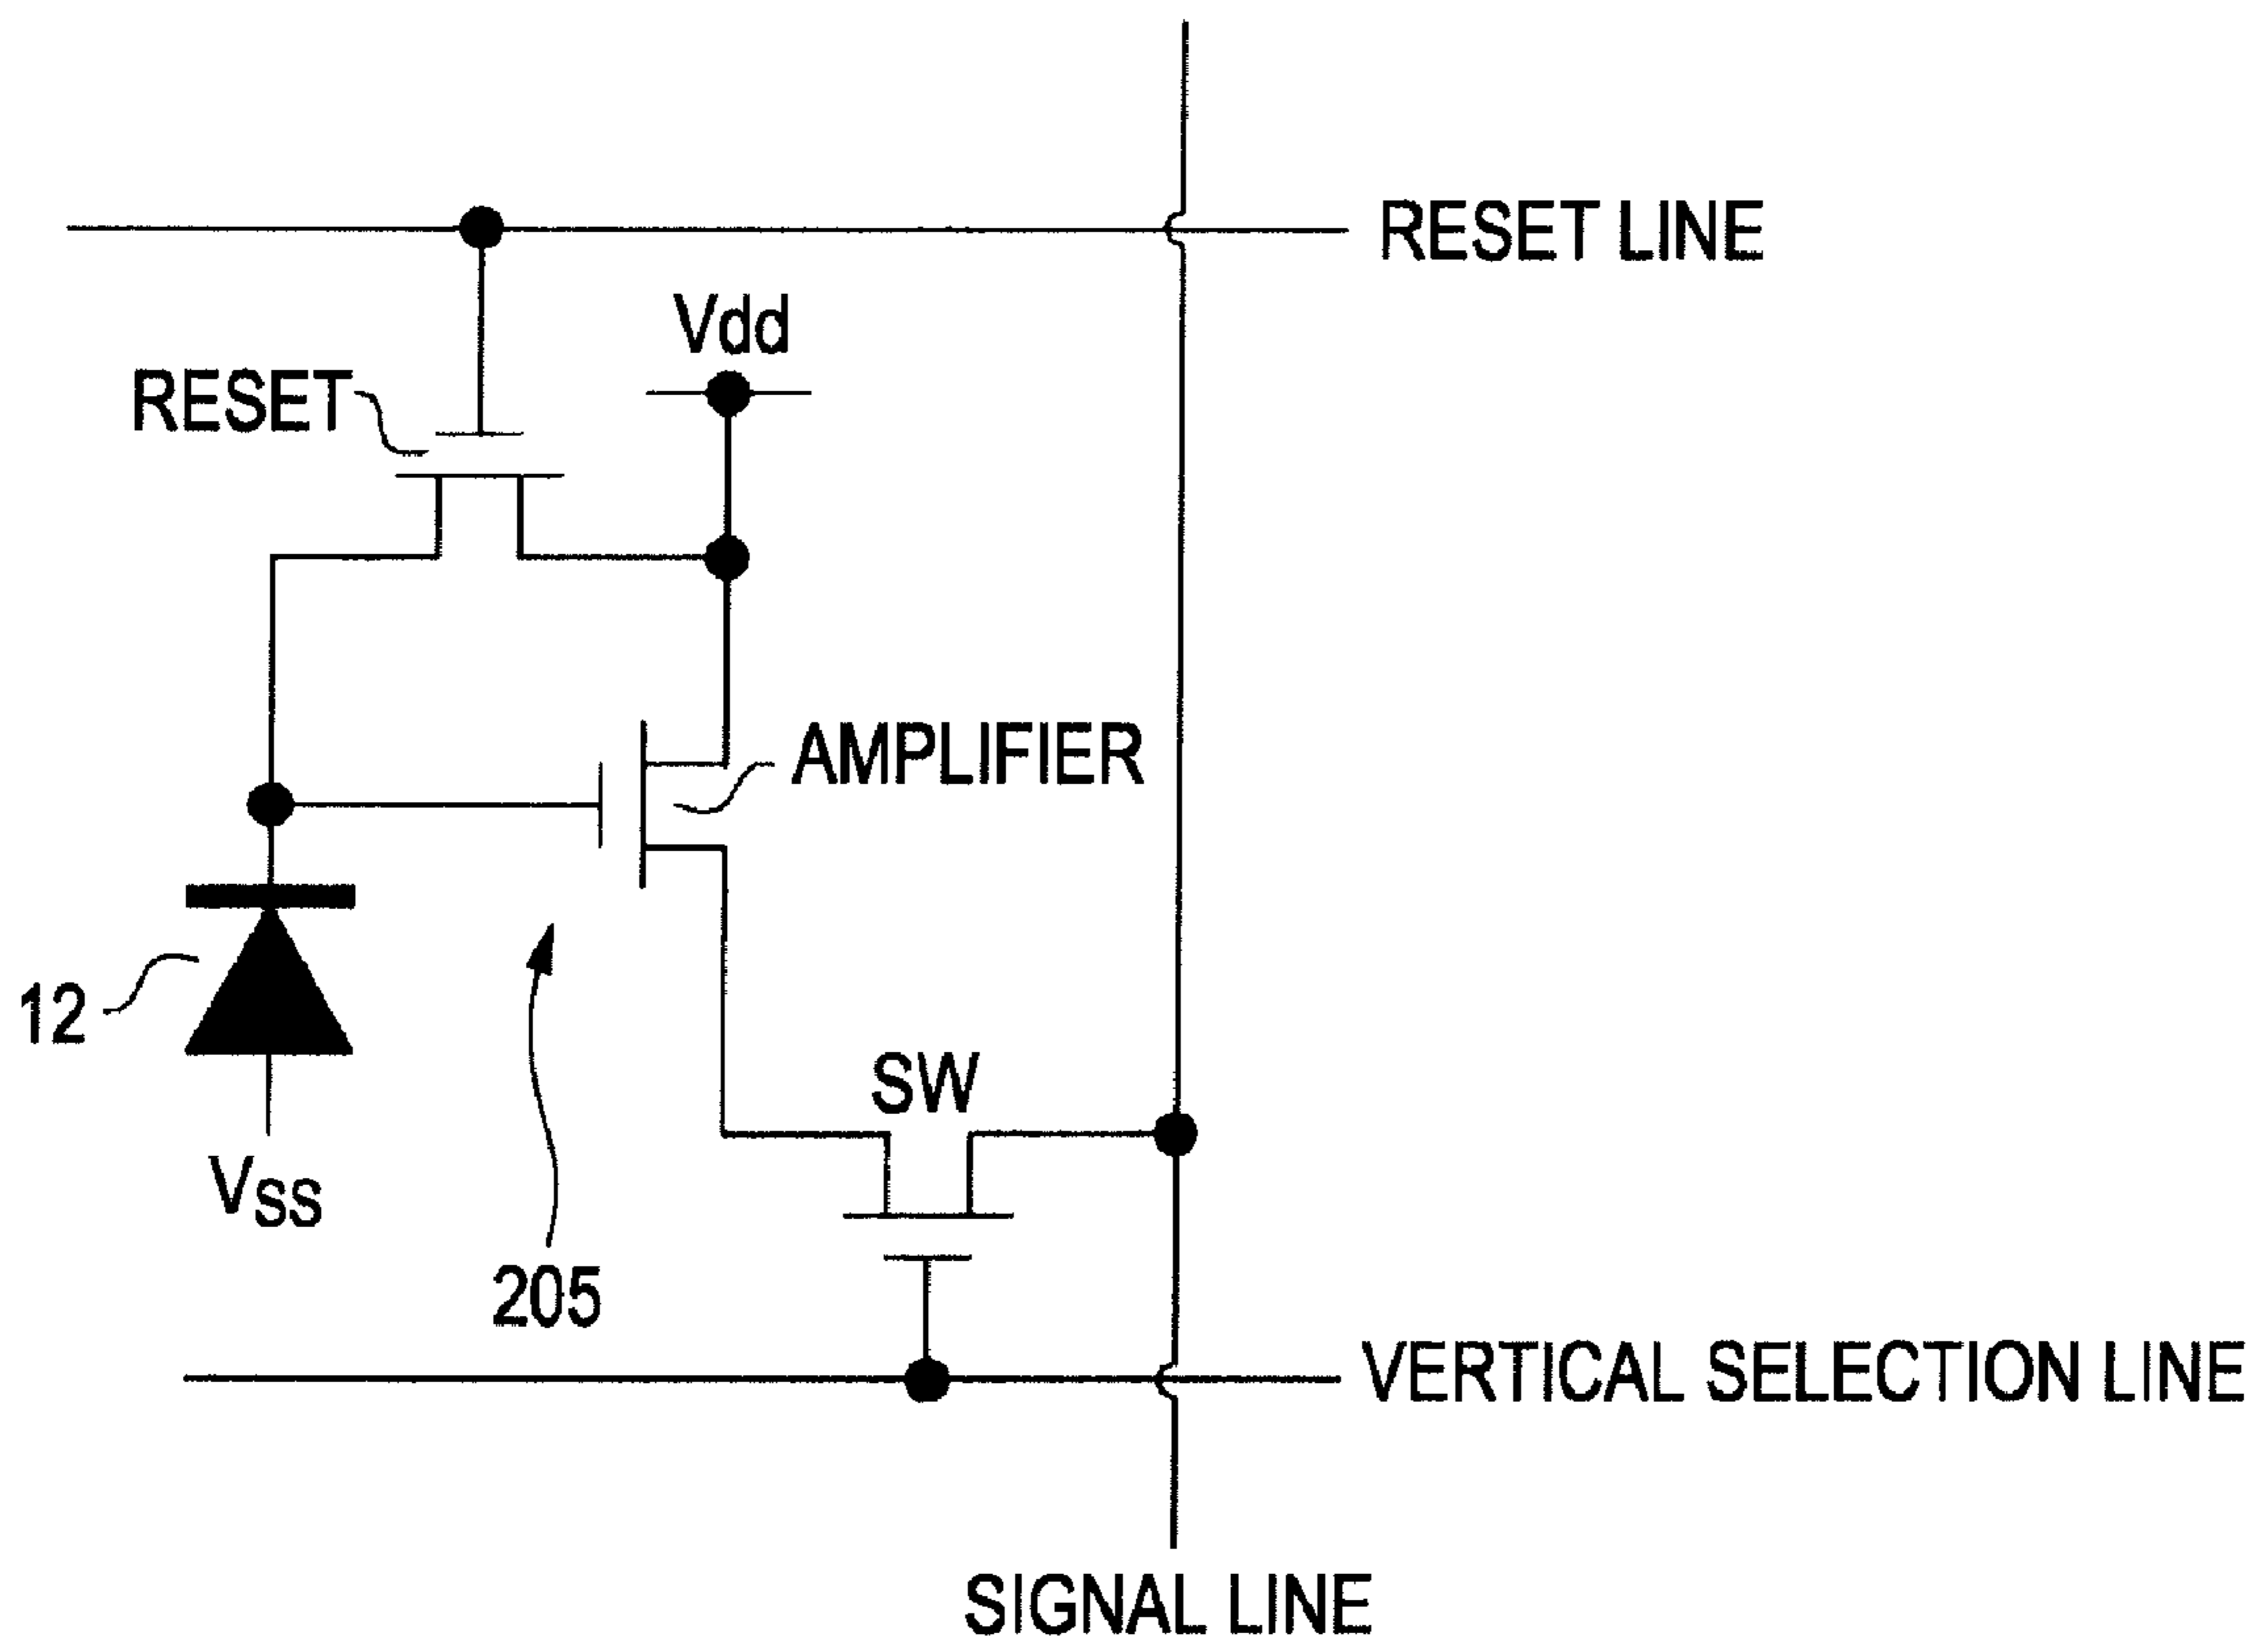 RESET LINE
Vdd
RESET
AMPLIFIER
12
SW
VSS
205
VERTICAL SELECTION LINE
SIGNAL LINE